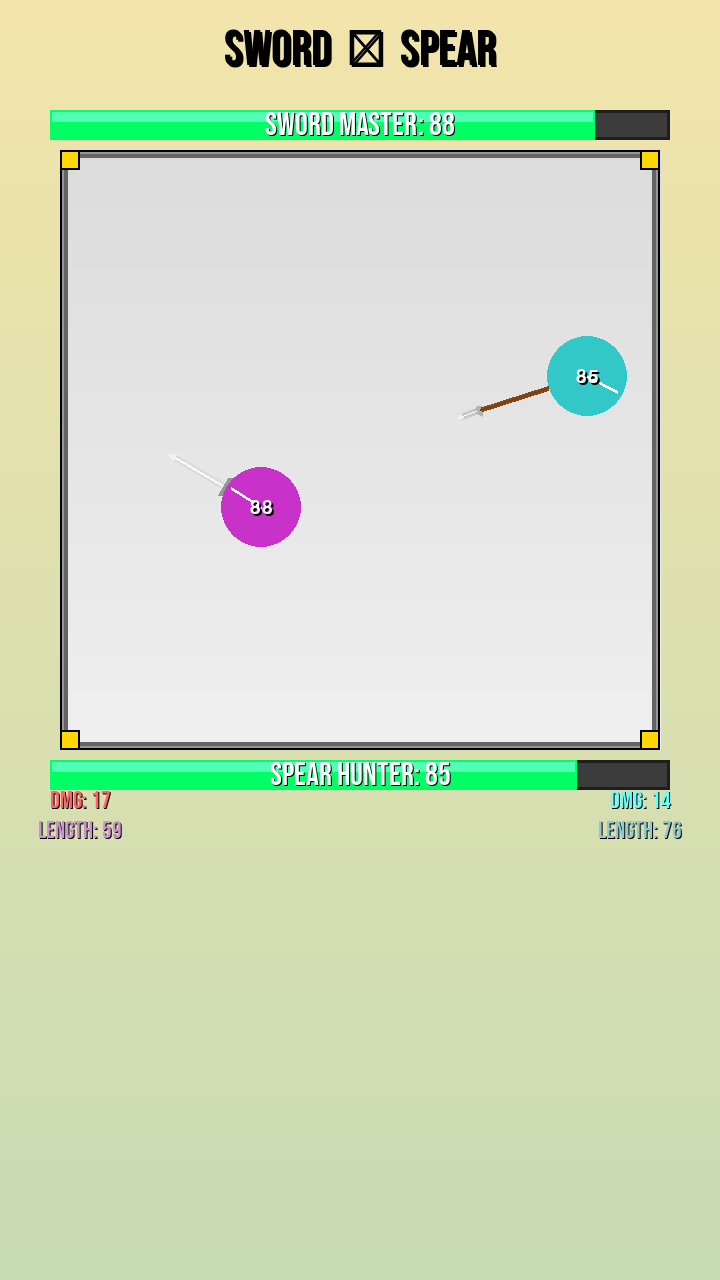 SWORD SPEAR
SWORD MASTER: 88
85
88
SPEAR HUNTER: 85
DMG: 17
DMG: 14
LENGTH: 59
LENGTH: 76